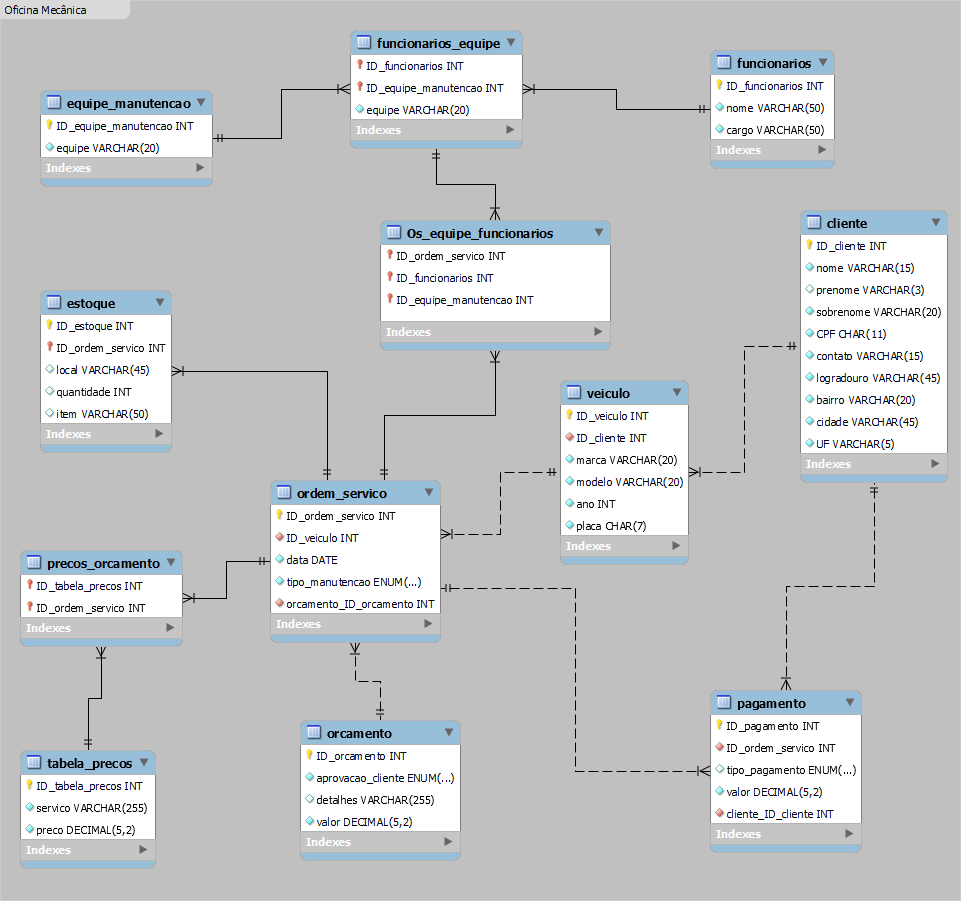 Oficina Mecânica
funcionarios_equipe
ID_funcionarios INT
ID_equipe_manutencao INT
equipe VARCHAR(20)
Indexes
funcionarios
ID_funcionarios INT
nome VARCHAR(50)
cargo VARCHAR(50)
Indexes
equipe_manutencao
ID_equipe_manutencao INT
equipe VARCHAR(20)
Indexes
Os_equipe_funcionarios
ID_ordem_servico INT
ID_funcionarios INT
ID_equipe_manutencao INT
Indexes
cliente
ID_cliente INT
nome VARCHAR(15)
prenome VARCHAR(3)
sobrenome VARCHAR(20)
CPF CHAR(11)
contato VARCHAR(15)
logradouro VARCHAR(45)
bairro VARCHAR(20)
cidade VARCHAR(45)
UF VARCHAR(5)
Indexes
estoque
ID_estoque INT
ID_ordem_servico INT
local VARCHAR(45)
quantidade INT
item VARCHAR(50)
Indexes
veiculo
ID_veiculo INT
ID_cliente INT
marca VARCHAR(20)
modelo VARCHAR(20)
ano INT
placa CHAR(7)
Indexes
ordem_servico
ID_ordem_servico INT
ID_veiculo INT
data DATE
tipo_manutencao ENUM(...)
orcamento_ID_orcamento INT
Indexes
precos_orcamento
ID_tabela_precos INT
ID_ordem_servico INT
Indexes
tabela_precos
ID_tabela_precos INT
servico VARCHAR(255)
preco DECIMAL(5,2)
Indexes
orcamento
ID_orcamento INT
aprovacao_cliente ENUM(...)
detalhes VARCHAR(255)
valor DECIMAL(5,2)
Indexes
pagamento
ID_pagamento INT
ID_ordem_servico INT
tipo_pagamento ENUM(...)
valor DECIMAL(5,2)
cliente_ID_cliente INT
Indexes